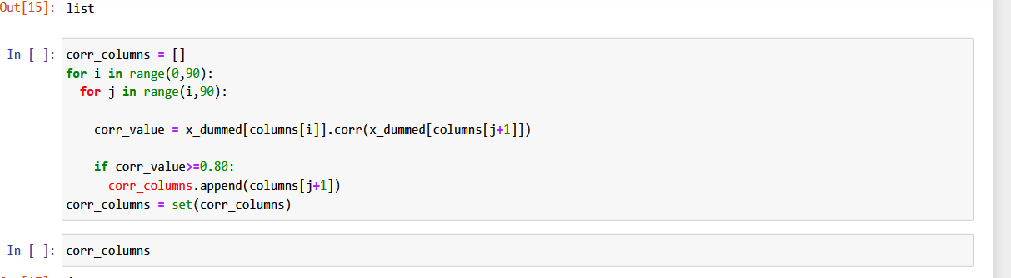 Out[15]: list
In [ ]: corr_columns = []
for i in range(0,90):
for j in range(i,90):
corr_value = x_dummed[columns[i]].corr(x_dummed[columns[j+1]])
if corr_value>=0.80:
corr_columns.append(columns[j+1])
corr_columns = set(corr_columns)
In [ ]: corr_columns